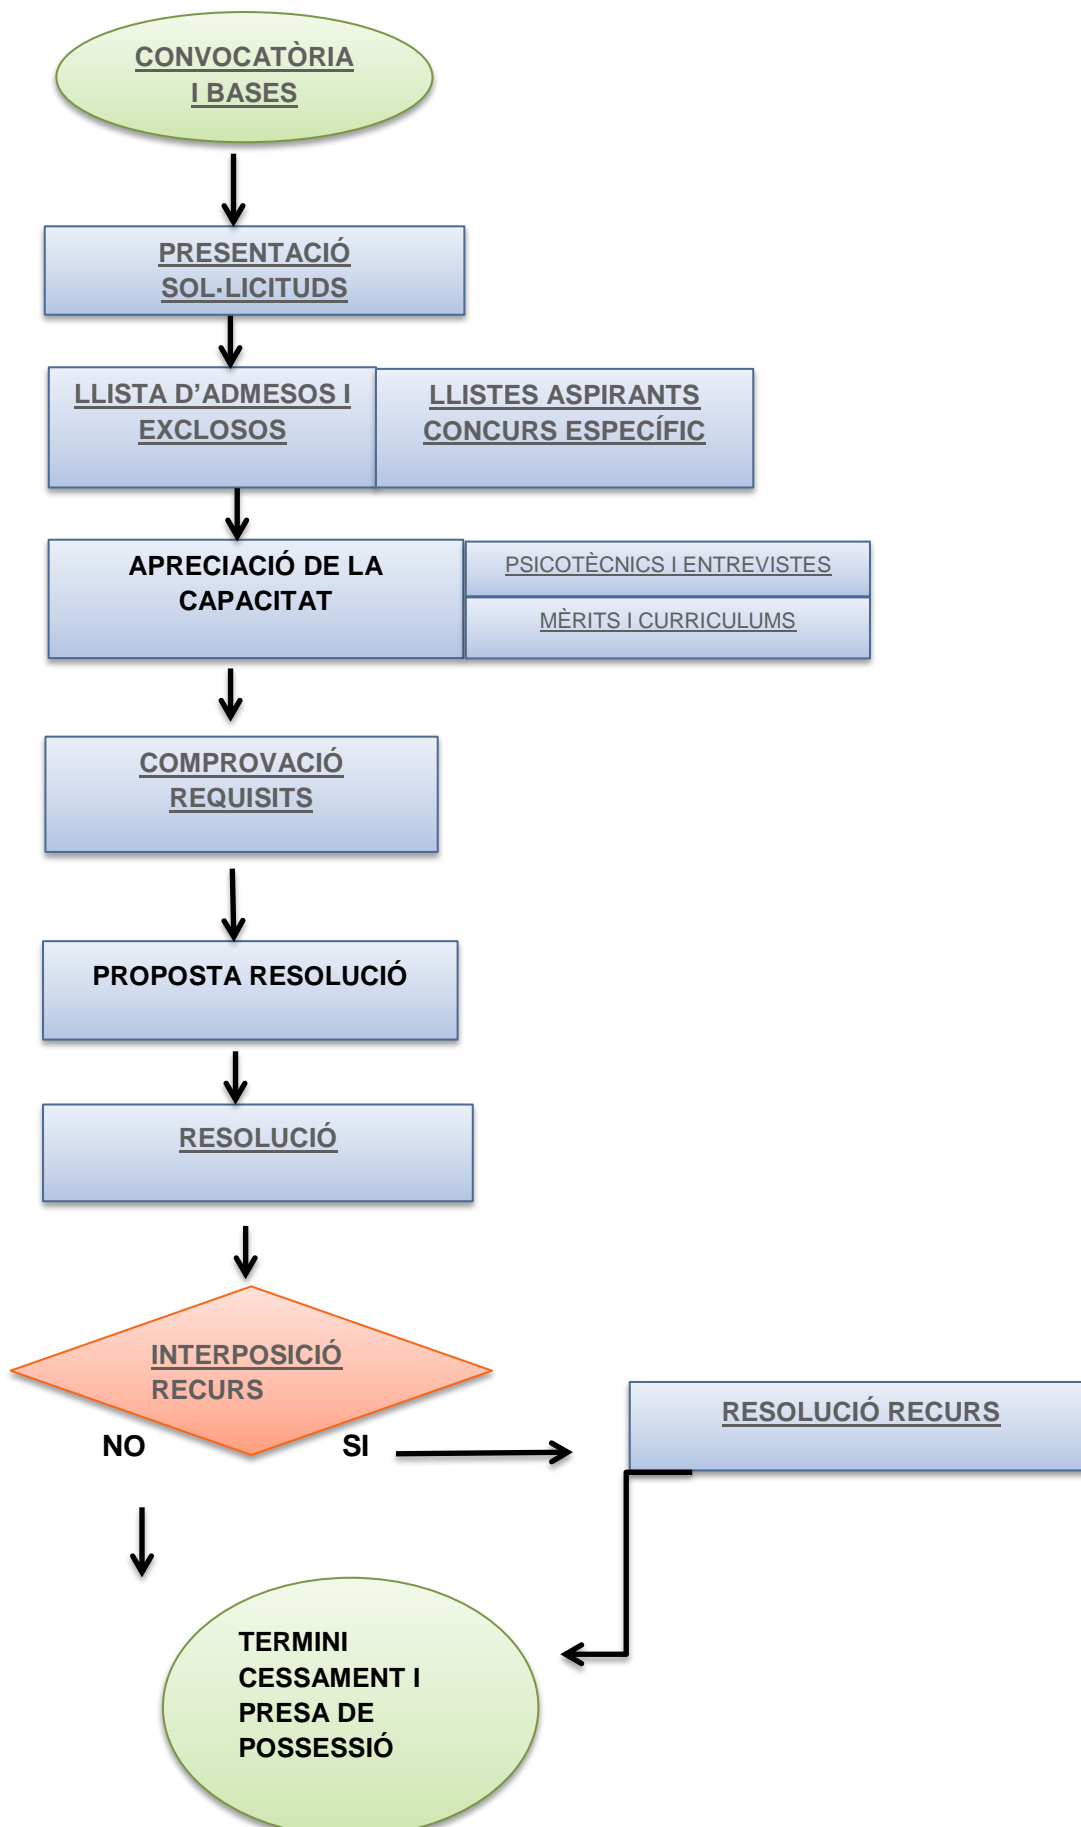 CONVOCATÒRIA
I BASES
PRESENTACIÓ
SOL·LICITUDS
LLISTA D’ADMESOS I
EXCLOSOS
LLISTES ASPIRANTS
CONCURS ESPECÍFIC
APRECIACIÓ DE LA
CAPACITAT
PSICOTÈCNICS I ENTREVISTES
MÈRITS I CURRICULUMS
COMPROVACIÓ
REQUISITS
PROPOSTA RESOLUCIÓ
RESOLUCIÓ
INTERPOSICIÓ
RECURS
NO
SI
RESOLUCIÓ RECURS
TERMINI
CESSAMENT I
PRESA DE
POSSESSIÓ